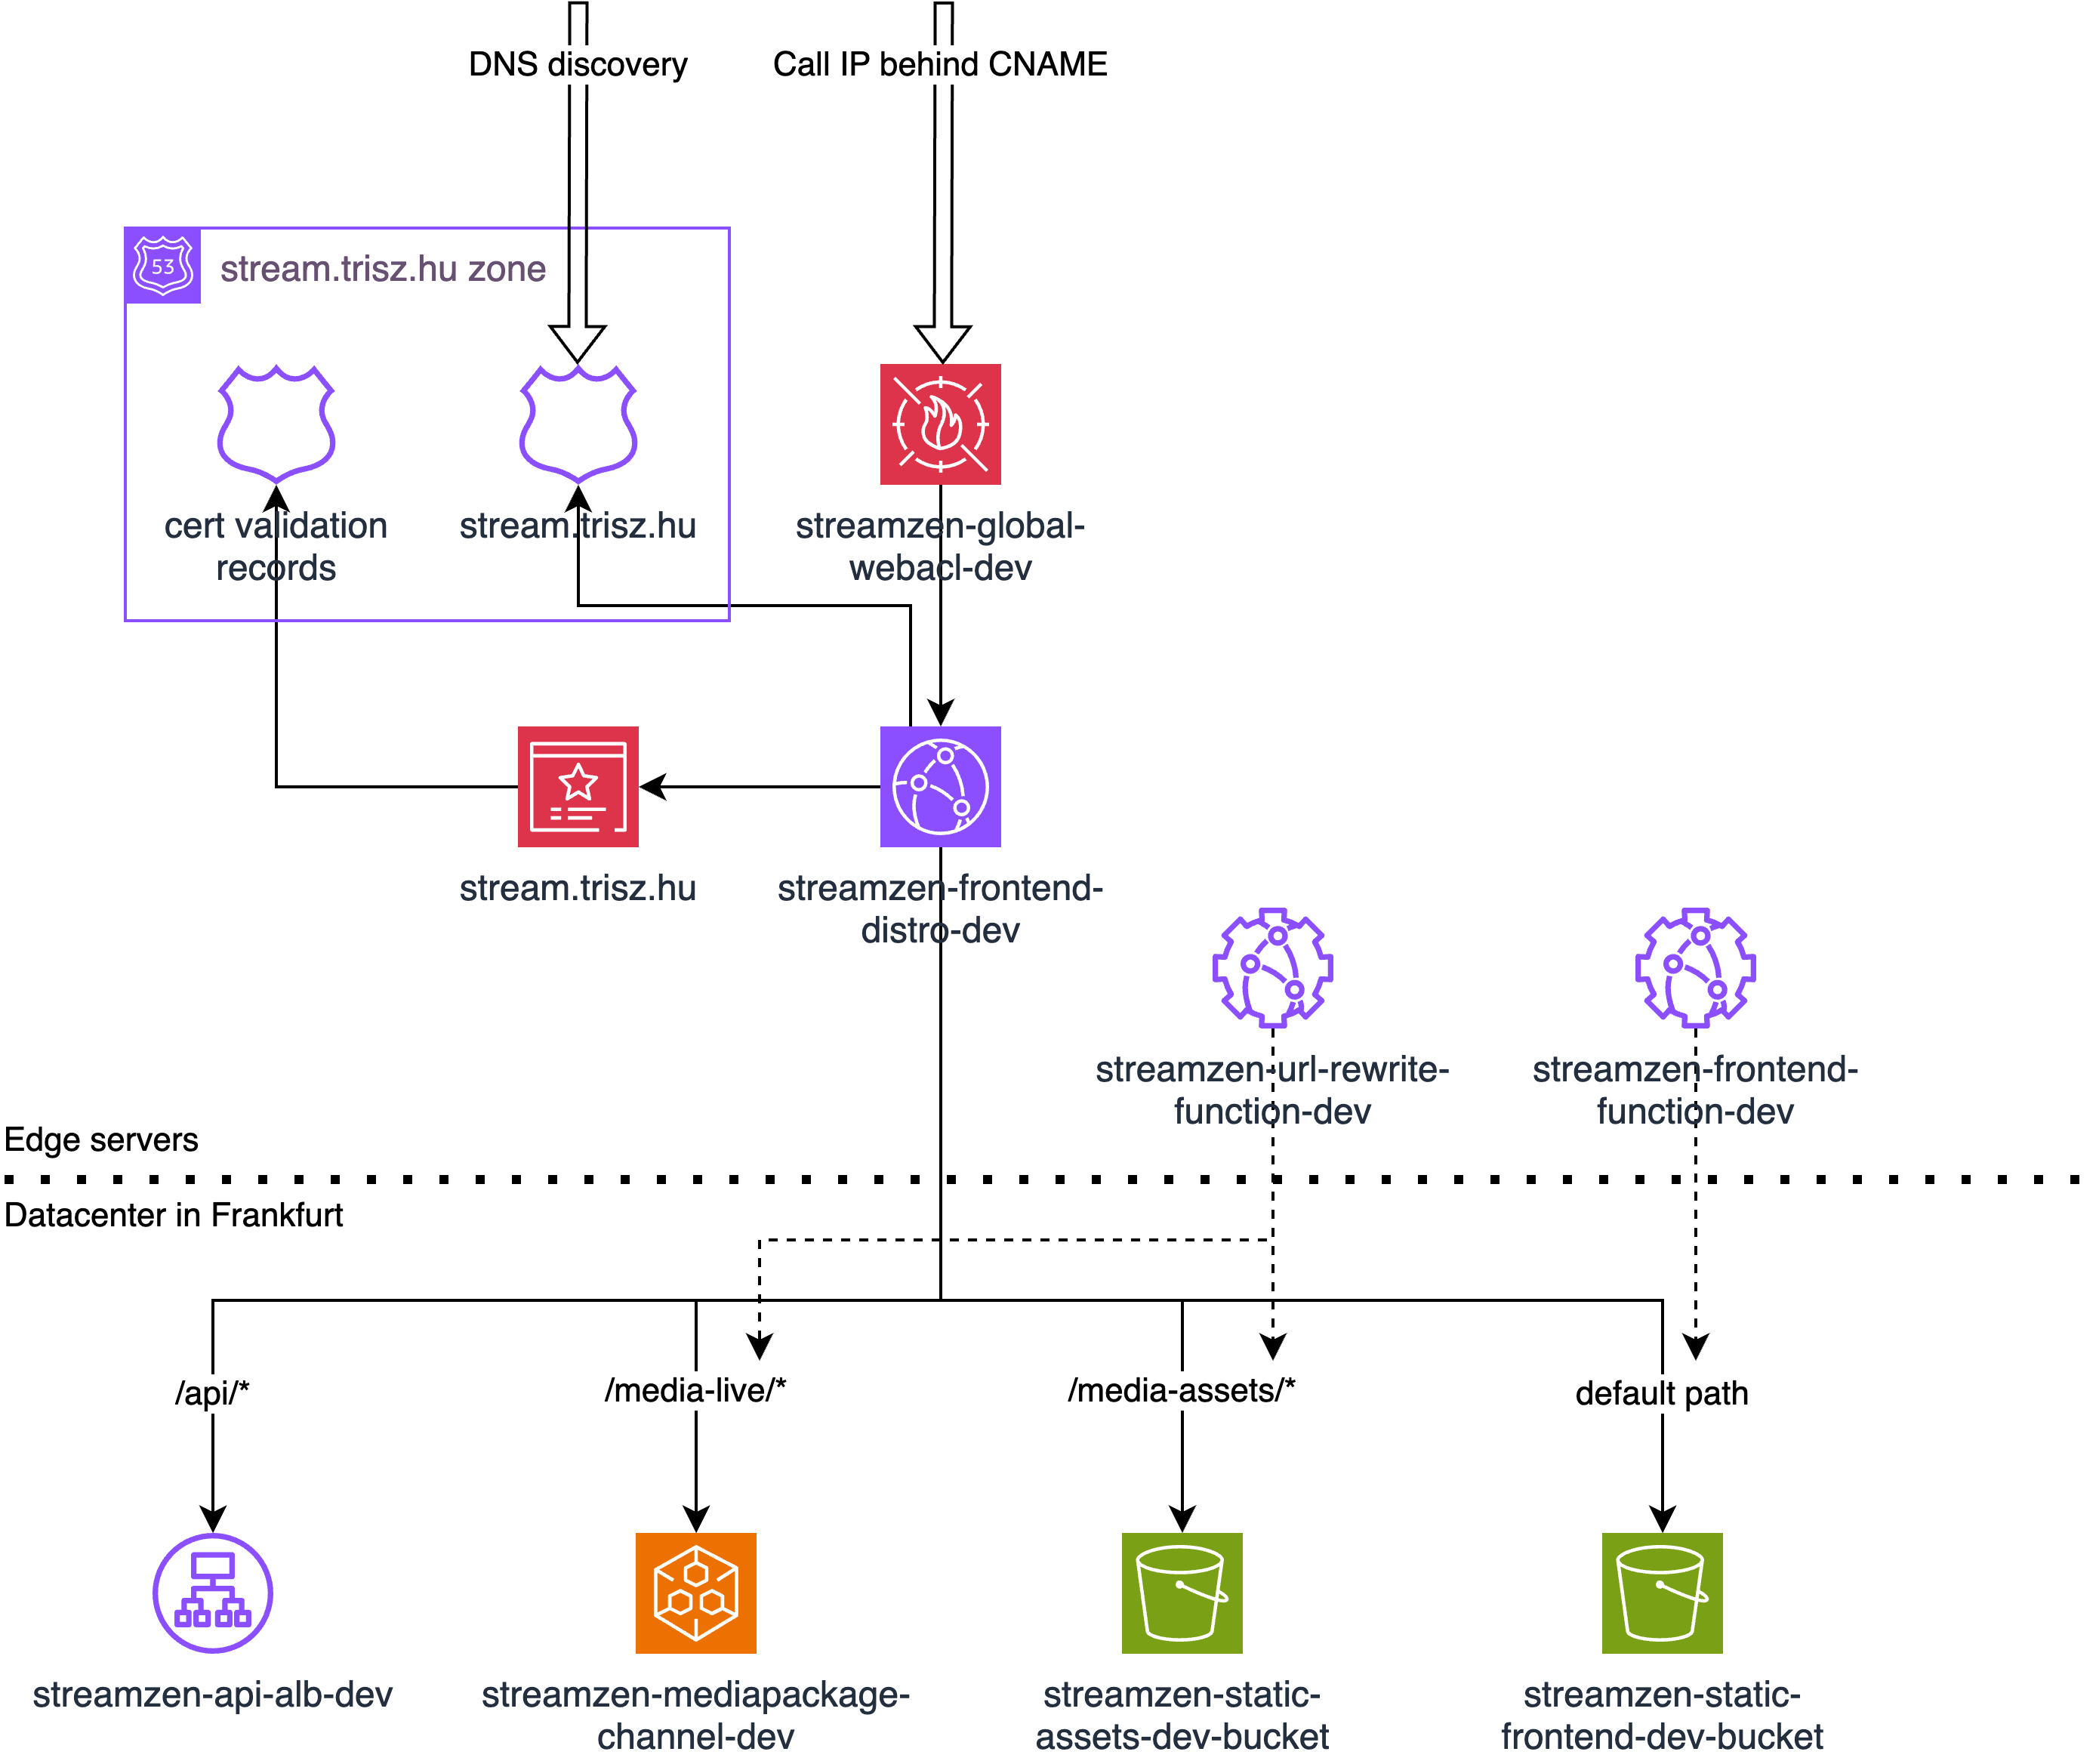 DNS discovery
Call IP behind CNAME
53
stream.trisz.hu zone
cert validation
records
stream.trisz.hu
streamzen-global-
webacl-dev
stream.trisz.hu
streamzen-frontend-
distro-dev
streamzen-url-rewrite-
function-dev
streamzen-frontend-
function-dev
Edge servers
Datacenter in Frankfurt
/api/*
/media-live/*
/media-assets/*
default path
streamzen-api-alb-dev
streamzen-mediapackage-
channel-dev
streamzen-static-
assets-dev-bucket
streamzen-static-
frontend-dev-bucket